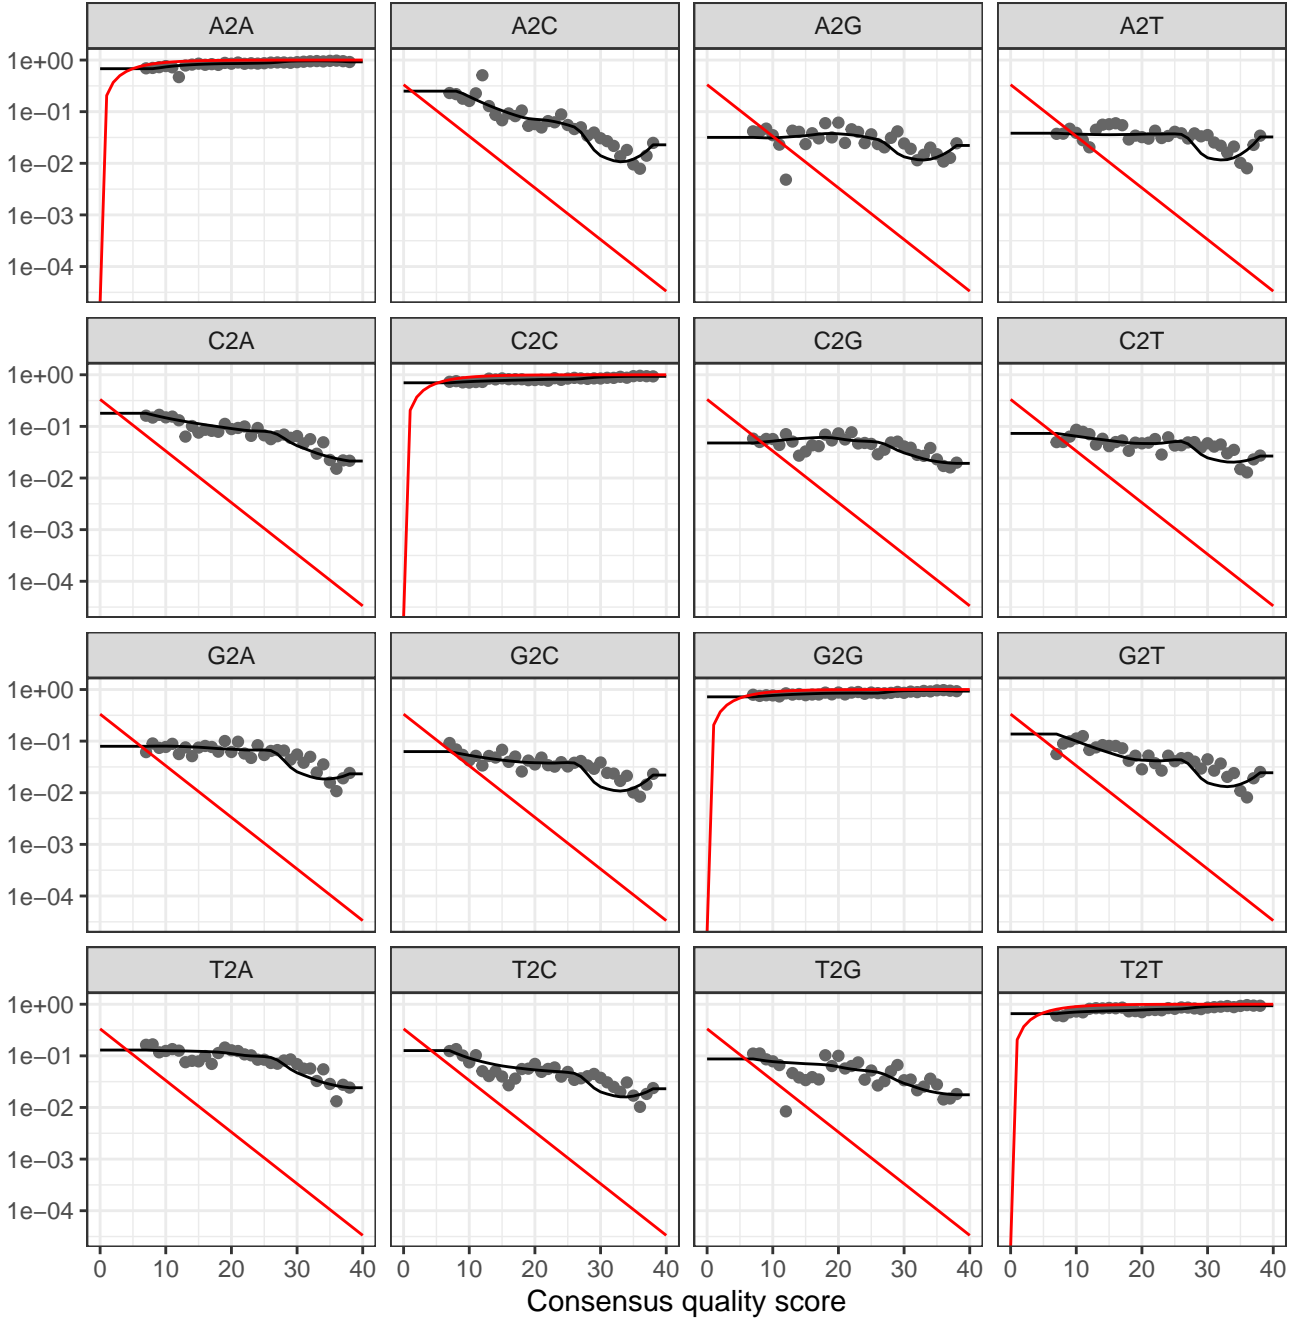 A2A A2C A2G A2T
1e+00
1e−01
1e−02
1e−03
1e−04
C2A C2C C2G C2T
1e+00
1e−01
1e−02
1e−03
1e−04
G2A G2C G2G G2T
1e+00
1e−01
1e−02
1e−03
1e−04
T2A T2C T2G T2T
1e+00
1e−01
1e−02
1e−03
1e−04
0 10 20 30 40 0 10 20 30 40 0 10 20 30 40 0 10 20 30 40
Consensus quality score